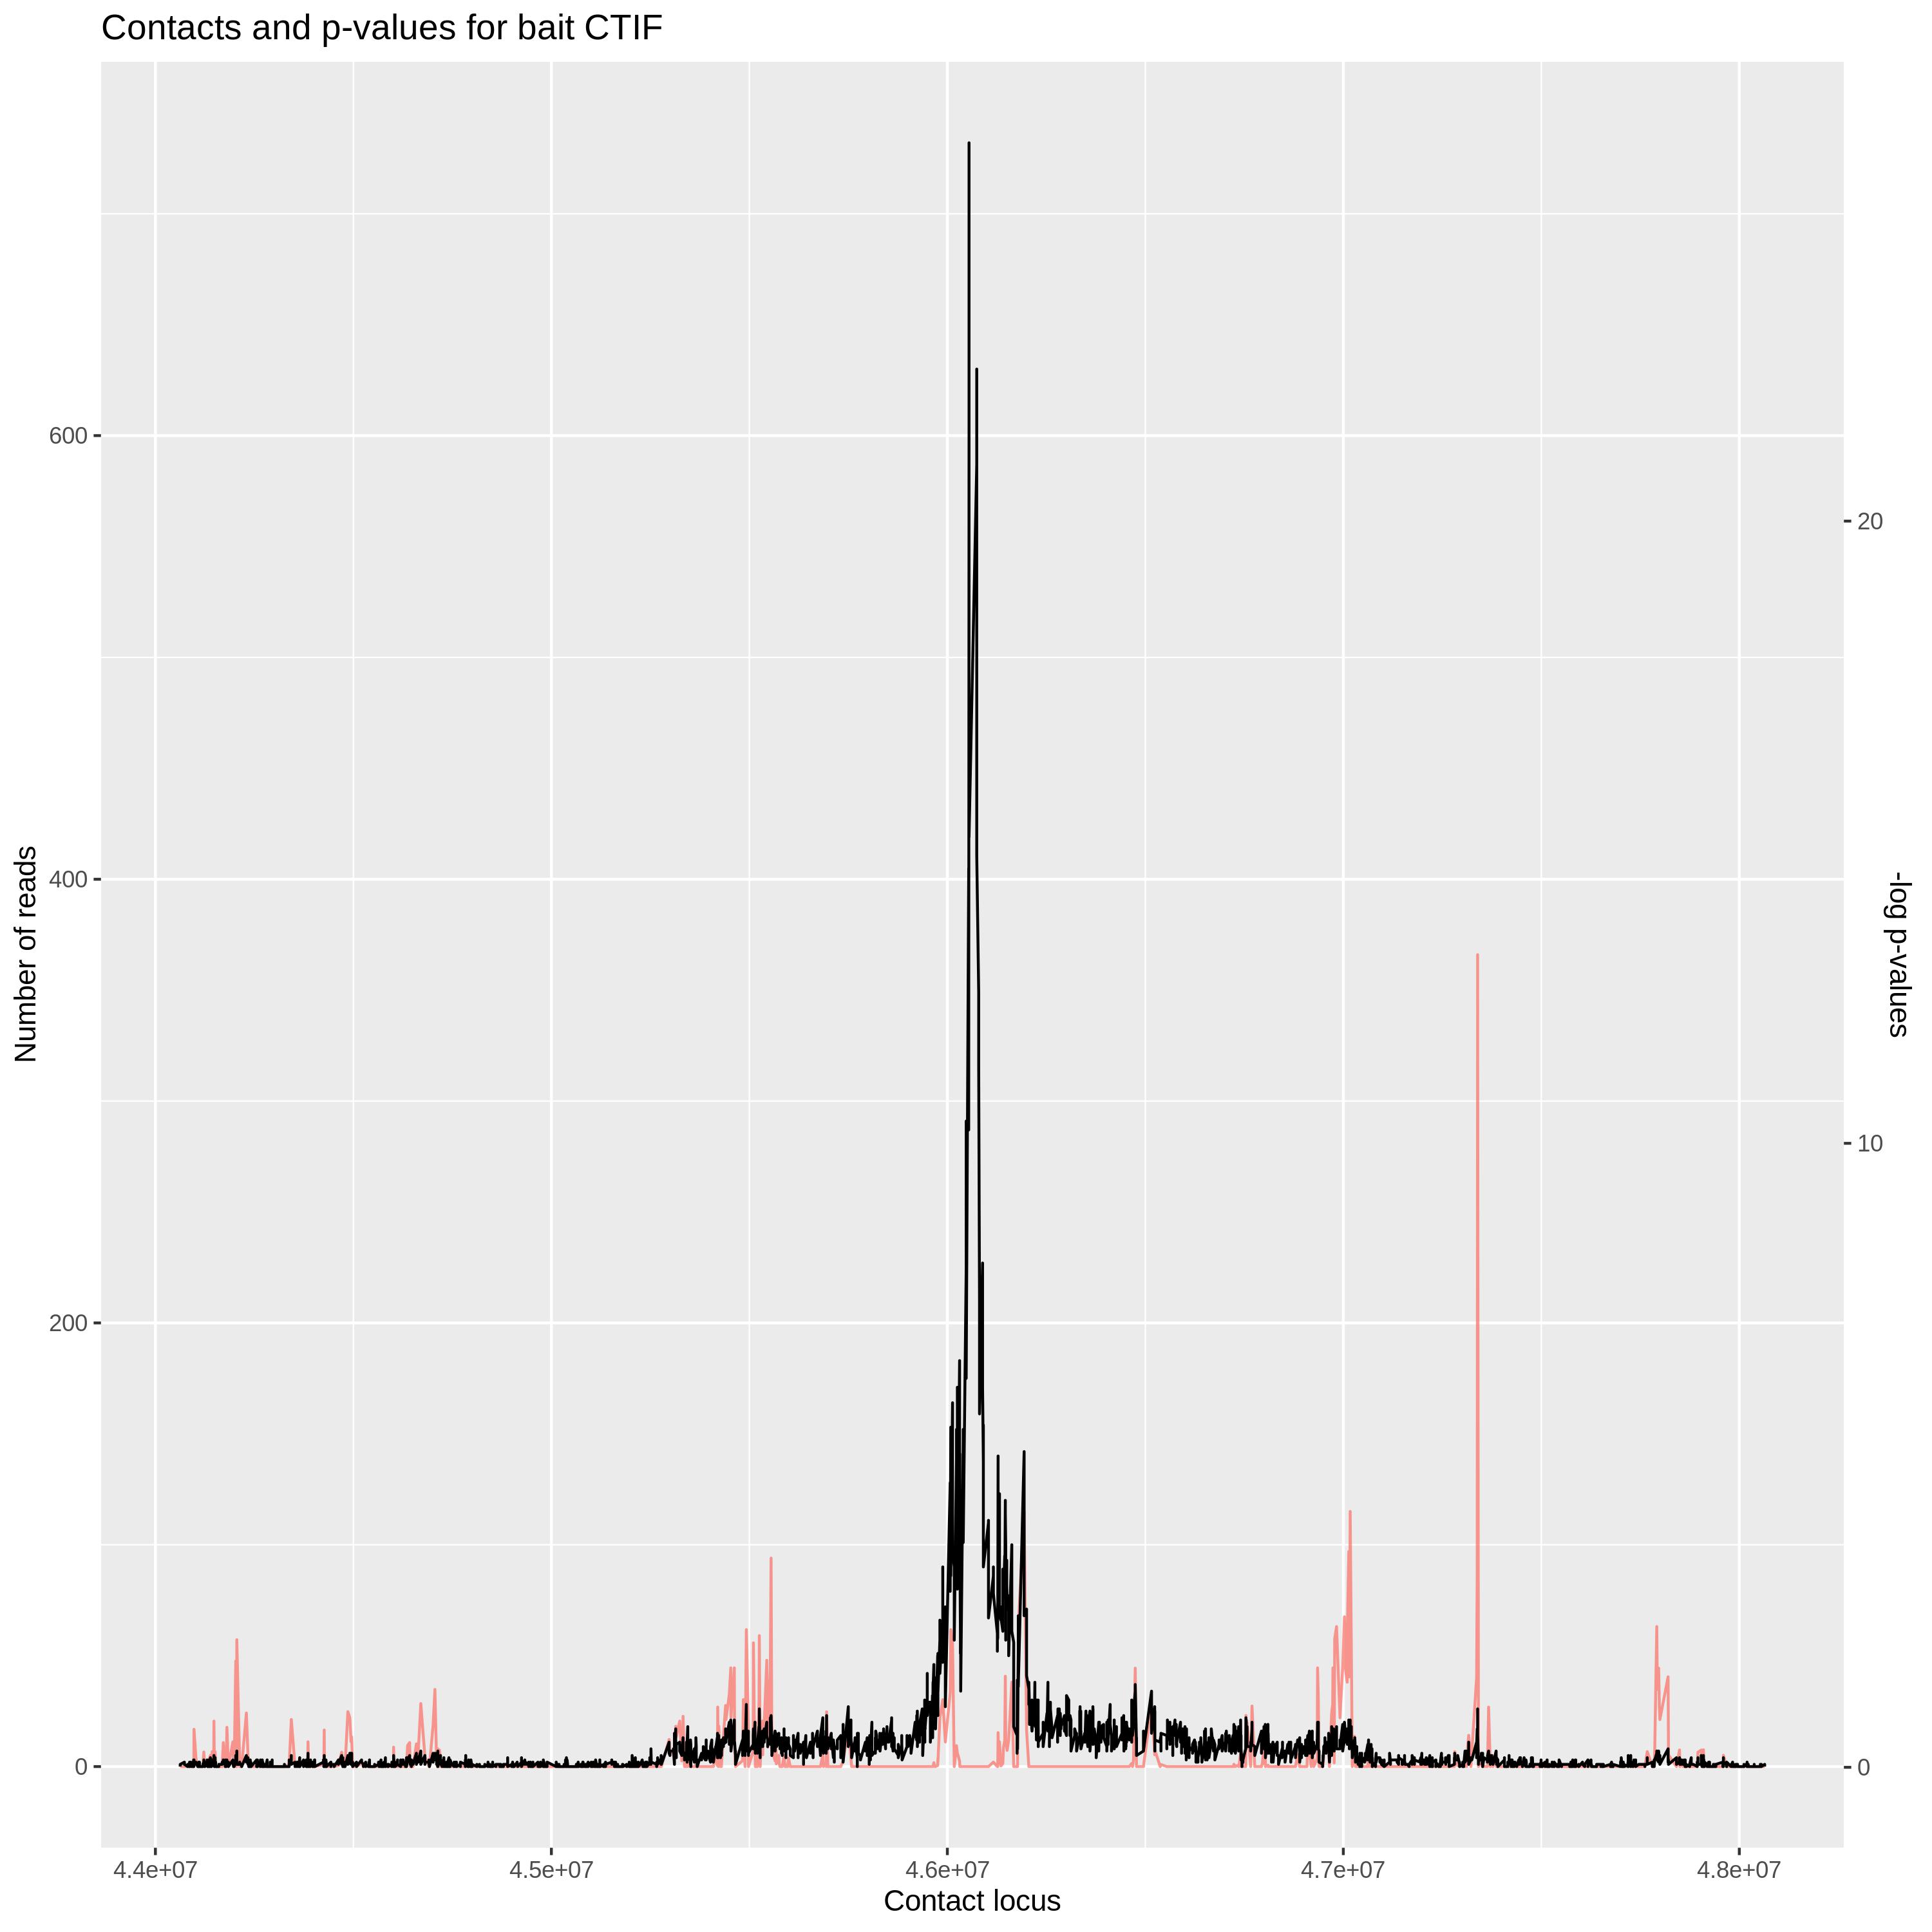 Contacts and p-values for bait CTIF
Number of reads
600
400
200
0
20
10
0
-log p-values
4.4e+07
4.5e+07
4.6e+07
4.7e+07
4.8e+07
Contact locus